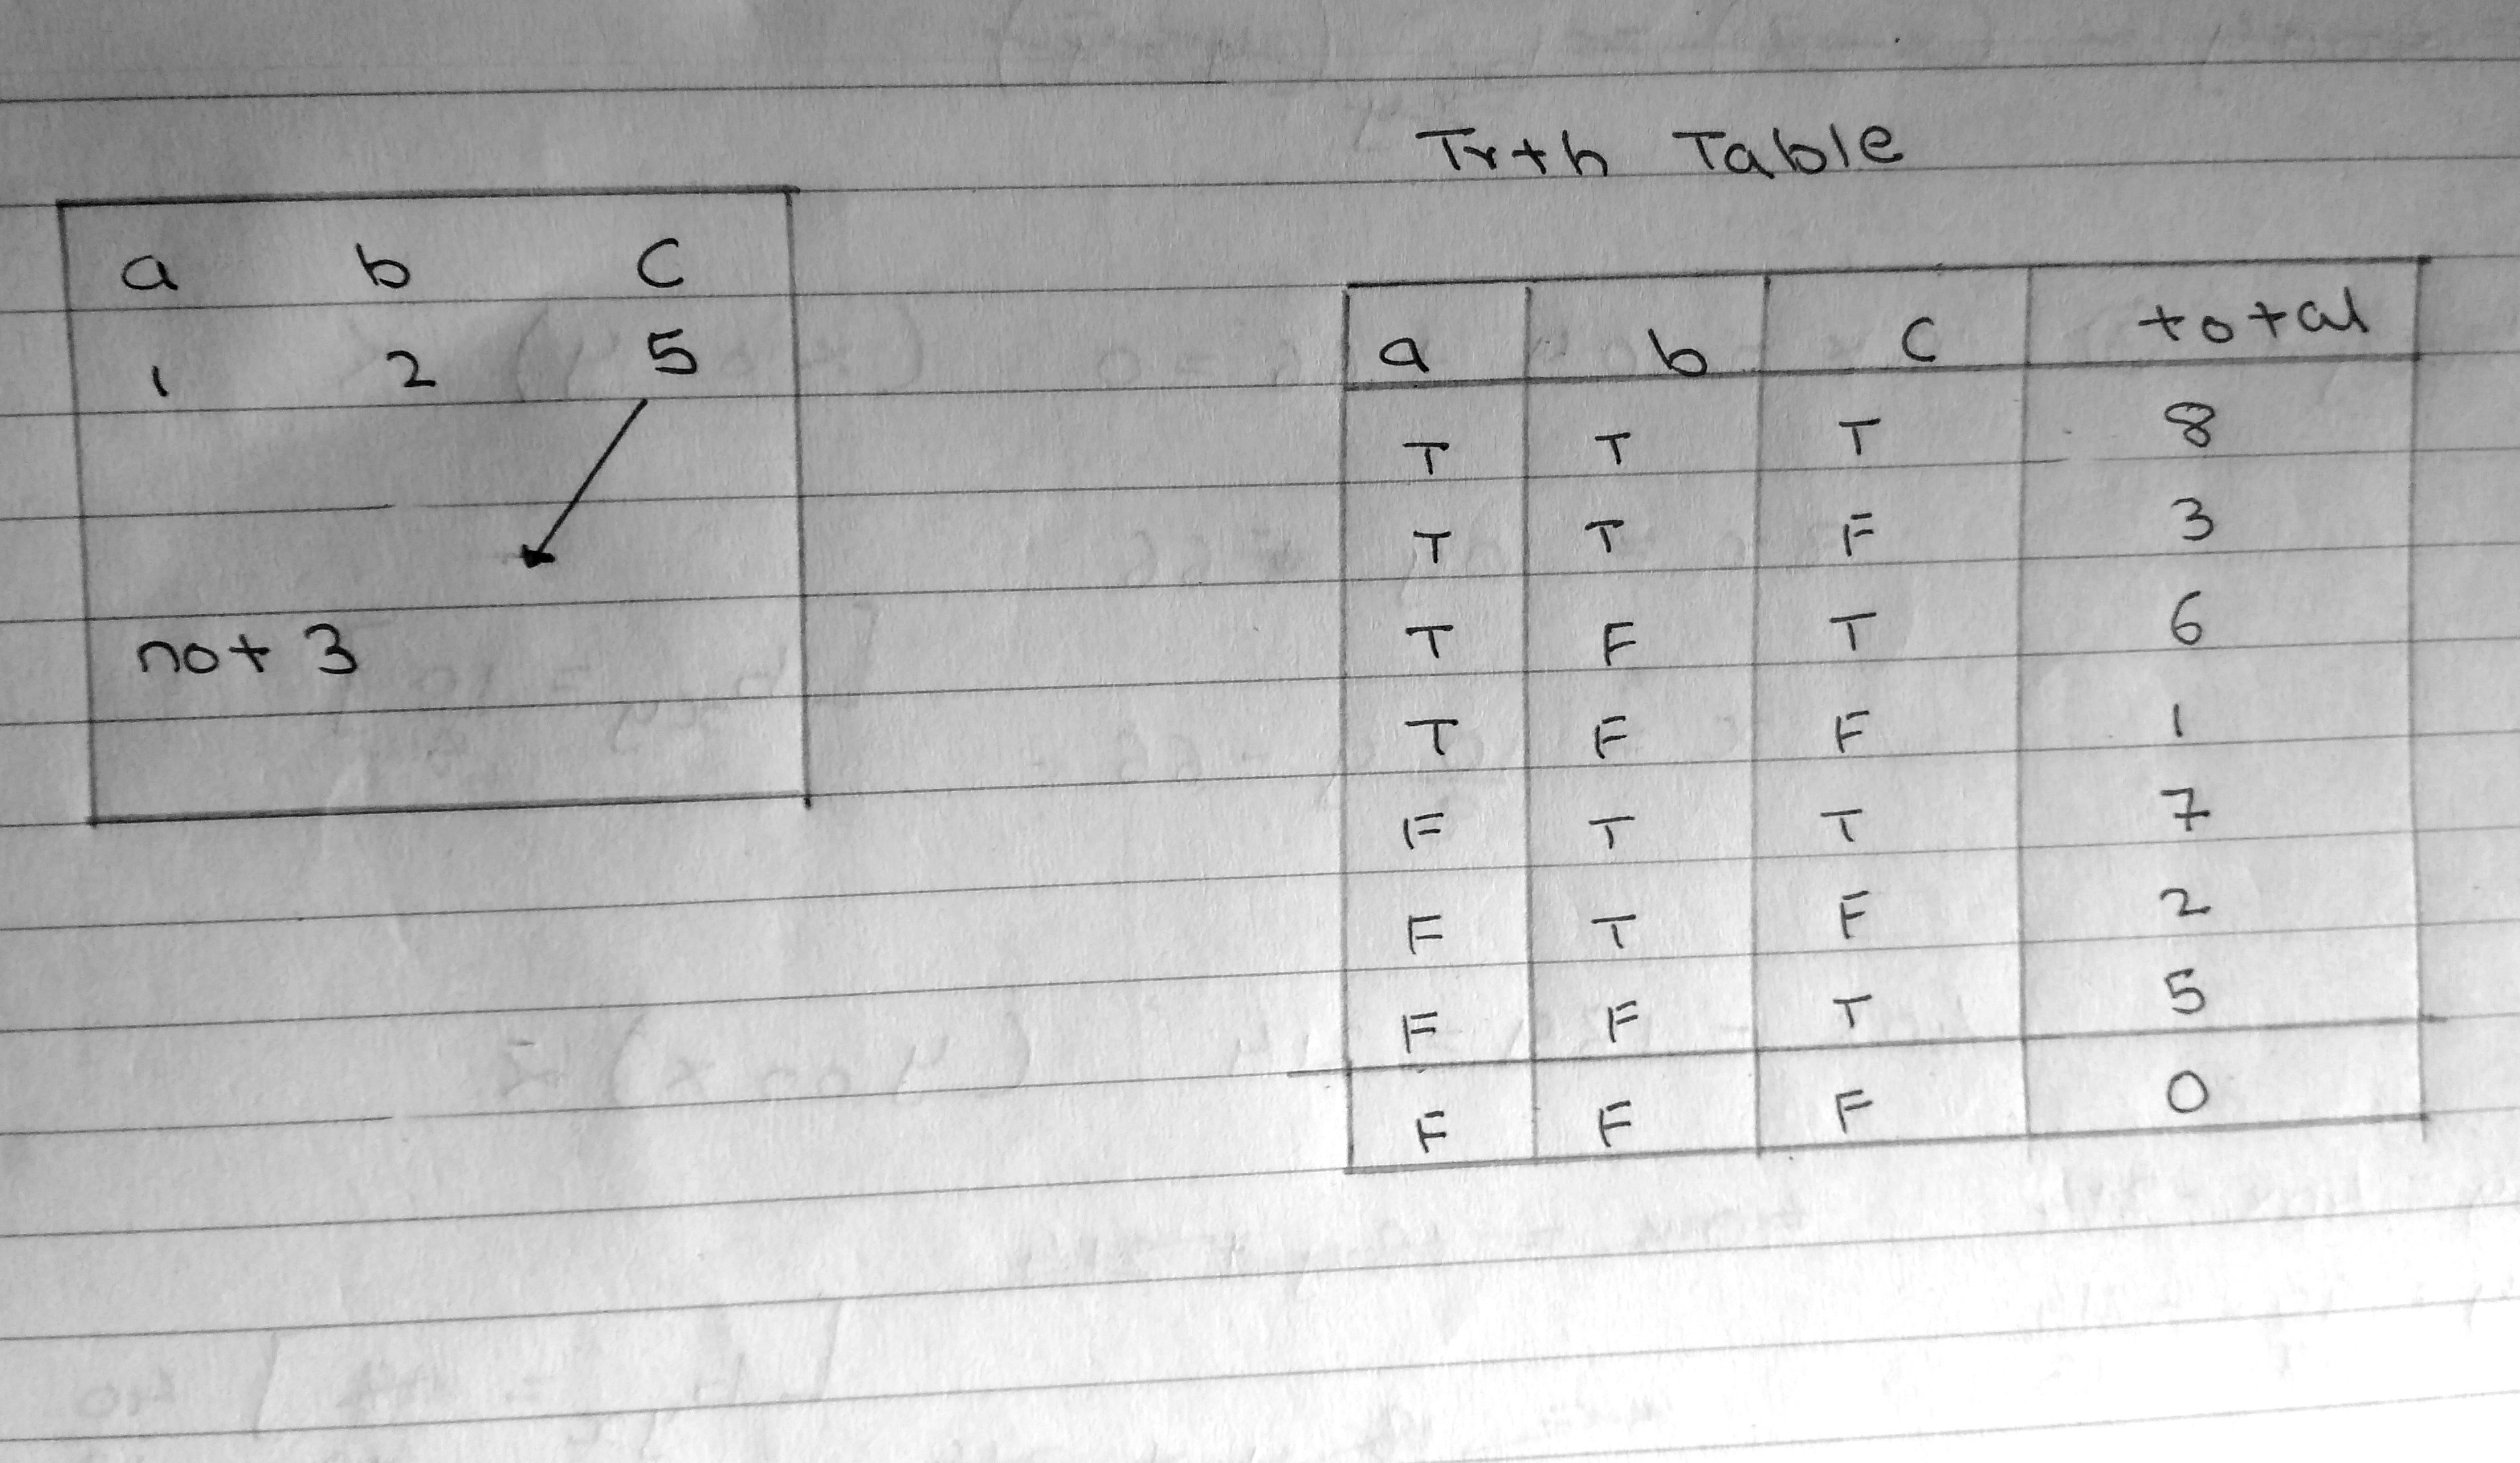 a b c
1 2 5
not 3
Trth Table
a b c total
T T T 8
T T F 3
T F T 6
T F F 1
F T T 7
F T F 2
F F T 5
F F F 0